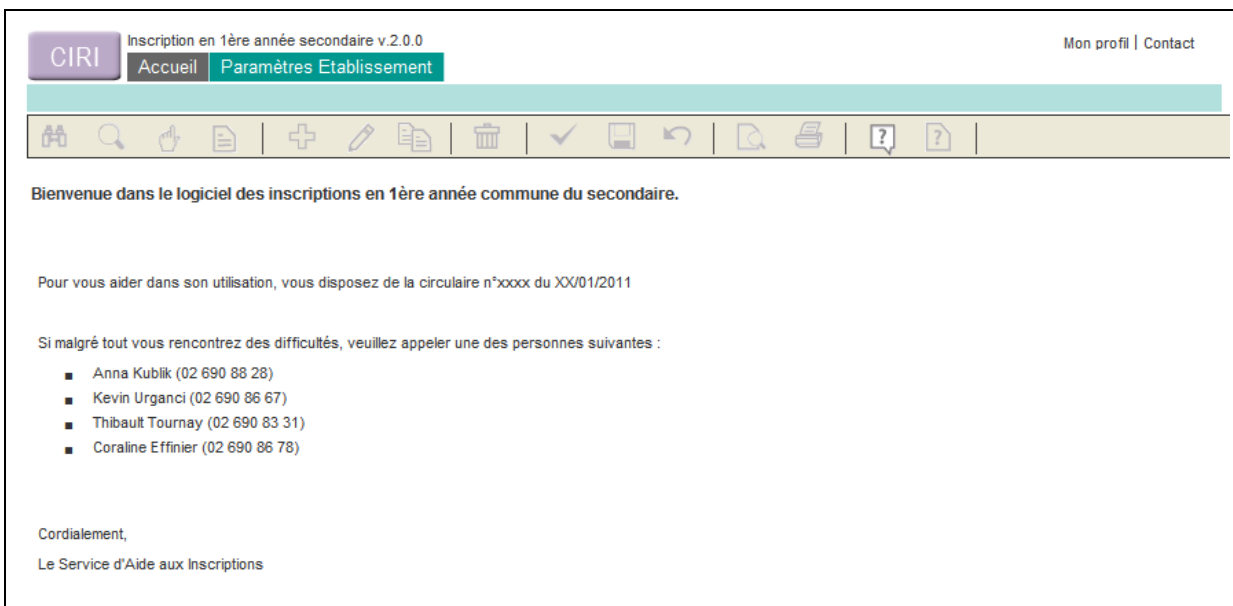 CIRI
Inscription en 1ère année secondaire v.2.0.0
Mon profil | Contact
Accueil Paramètres Etablissement
Bienvenue dans le logiciel des inscriptions en 1ère année commune du secondaire.
Pour vous aider dans son utilisation, vous disposez de la circulaire n°xxxx du XX/01/2011
Si malgré tout vous rencontrez des difficultés, veuillez appeler une des personnes suivantes :
▪ Anna Kublik (02 690 88 28)
▪ Kevin Urganci (02 690 86 67)
▪ Thibault Tournay (02 690 83 31)
▪ Coraline Effinier (02 690 86 78)
Cordialement,
Le Service d'Aide aux Inscriptions